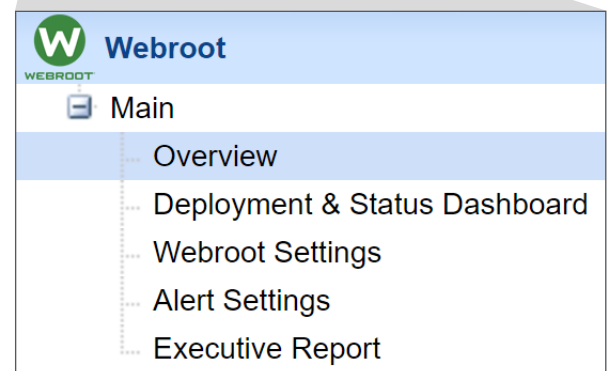 W
WEBROOT
Webroot
Main
Overview
Deployment & Status Dashboard
Webroot Settings
Alert Settings
Executive Report